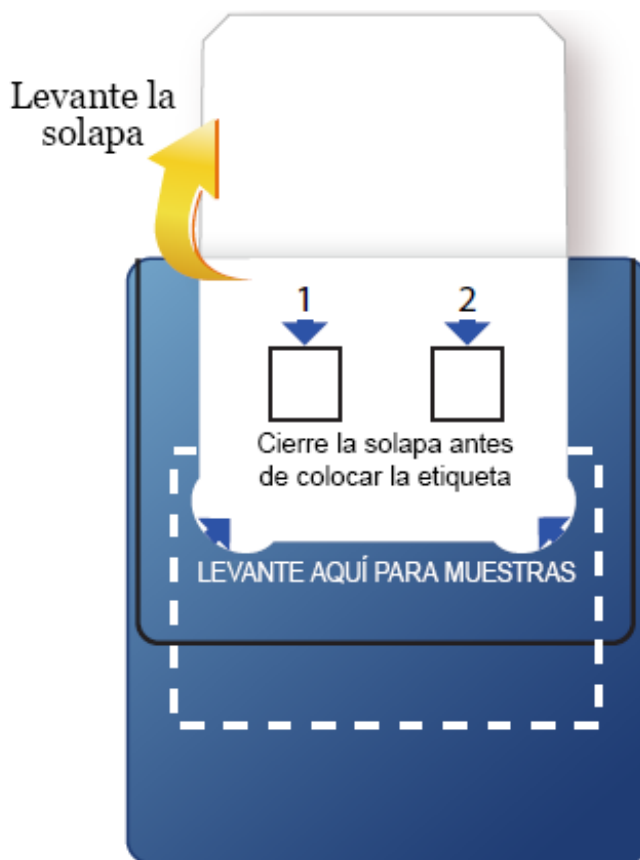 Levante la
solapa
1 2
Cierre la solapa antes
de colocar la etiqueta
LEVANTE AQUÍ PARA MUESTRAS